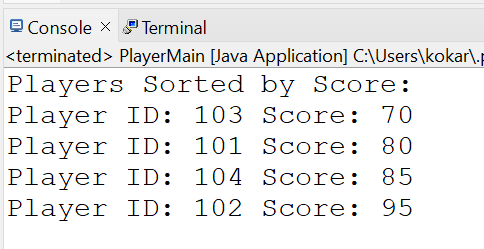 Console Terminal
<terminated> PlayerMain [Java Application] C:\Users\kokar\.p
Players Sorted by Score:
Player ID: 103 Score: 70
Player ID: 101 Score: 80
Player ID: 104 Score: 85
Player ID: 102 Score: 95